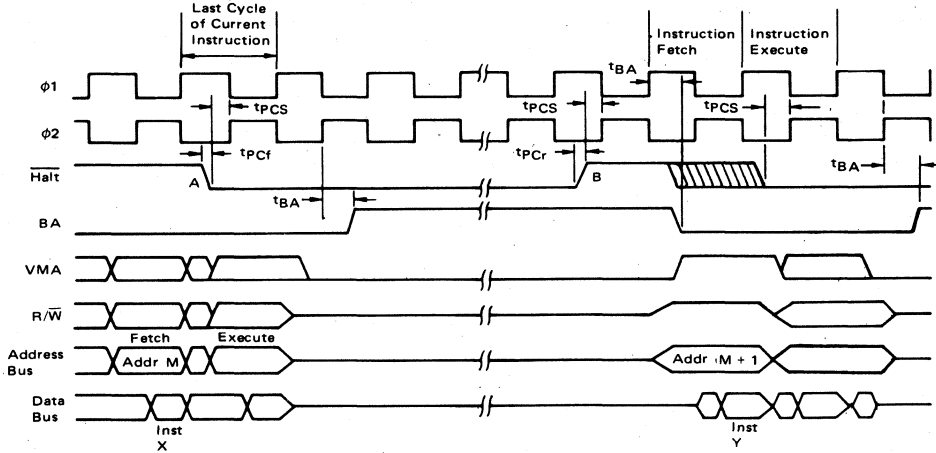 Last Cycle
of Current
Instruction
Instruction
Fetch
Instruction
Execute
ϕ1
tBA
tPCS
tPCS
tPCS
ϕ2
tPCf
tPCr
Halt
A
B
tBA
tBA
BA
VMA
R/W
Fetch
Execute
Address
Bus
Addr M
Addr M + 1
Data
Bus
Inst
X
Inst
Y